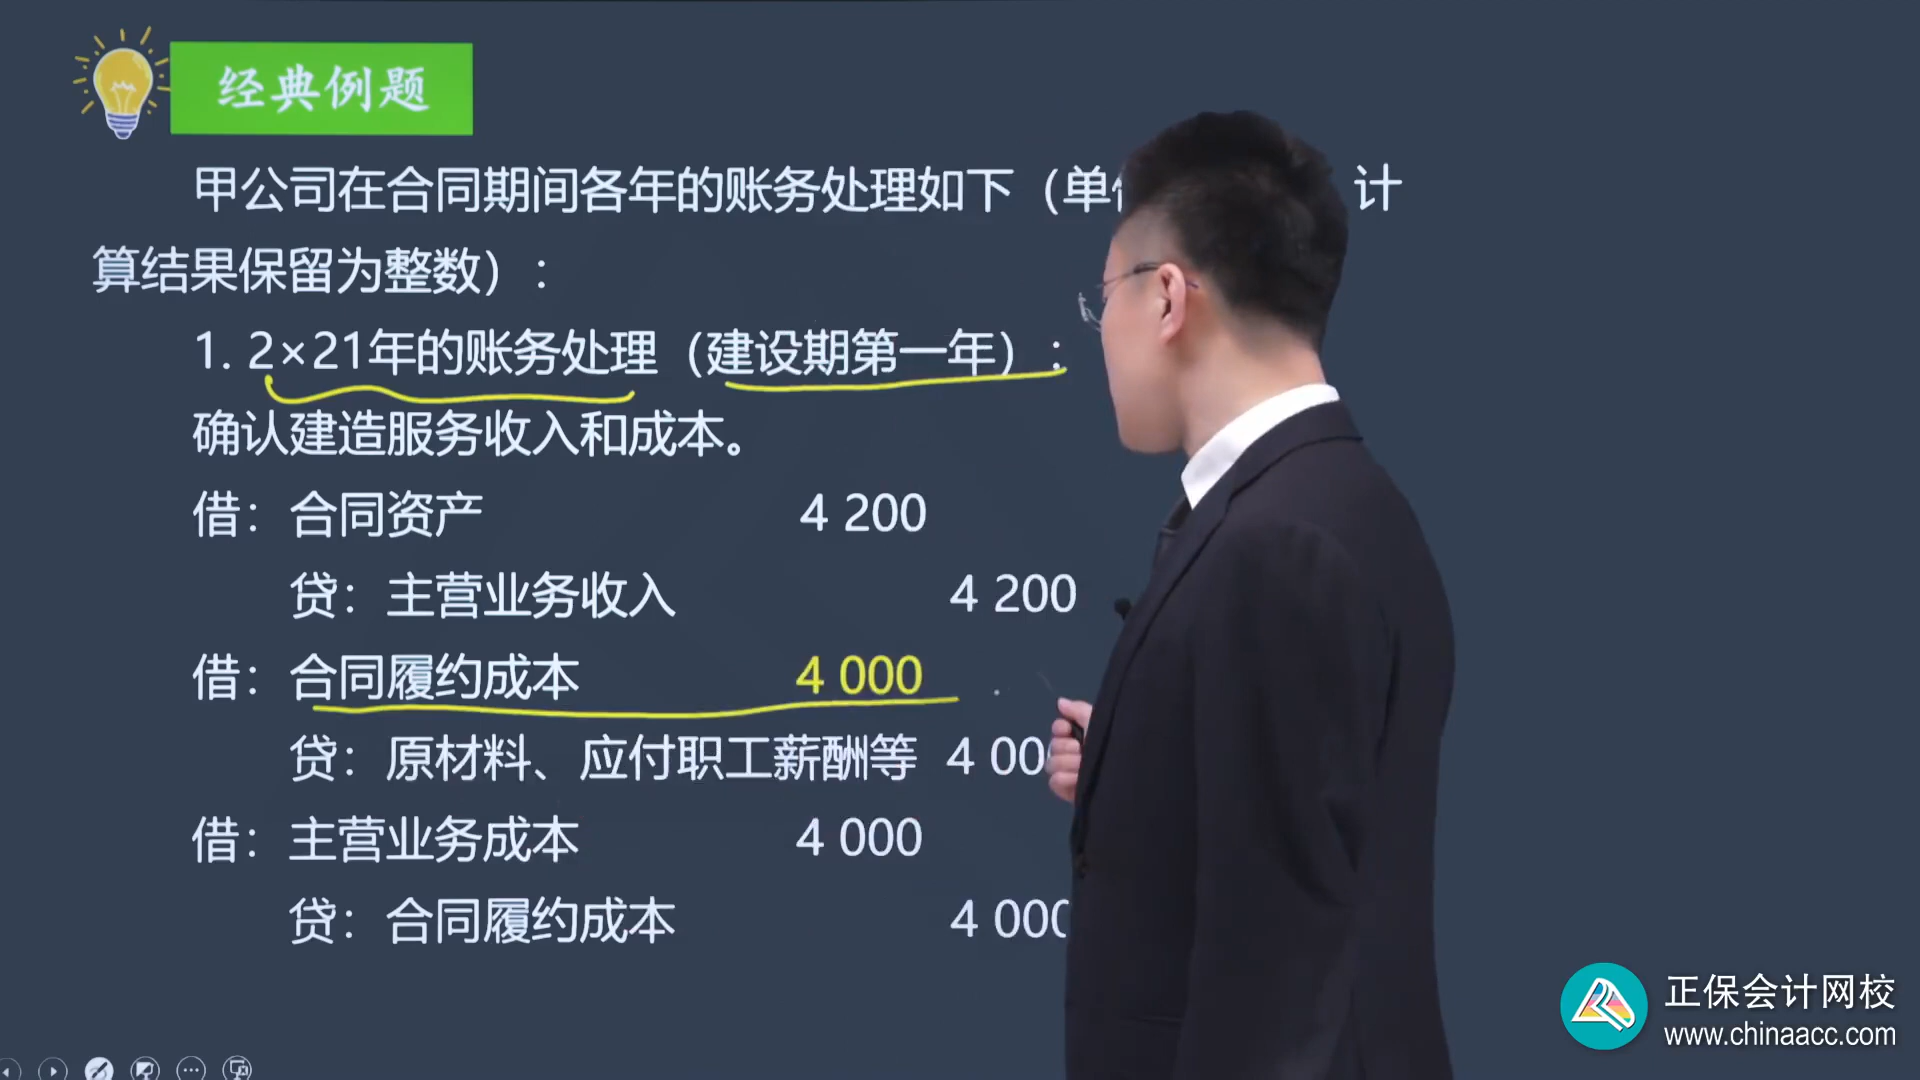 经典例题
甲公司在合同期间各年的账务处理如下（单 计
算结果保留为整数）：
1. 2×21年的账务处理（建设期第一年）：
确认建造服务收入和成本。
借：合同资产 4 200
贷：主营业务收入 4 200
借：合同履约成本 4 000
贷：原材料、应付职工薪酬等 4 00
借：主营业务成本 4 000
贷：合同履约成本 4 000
正保会计网校
www.chinaacc.com